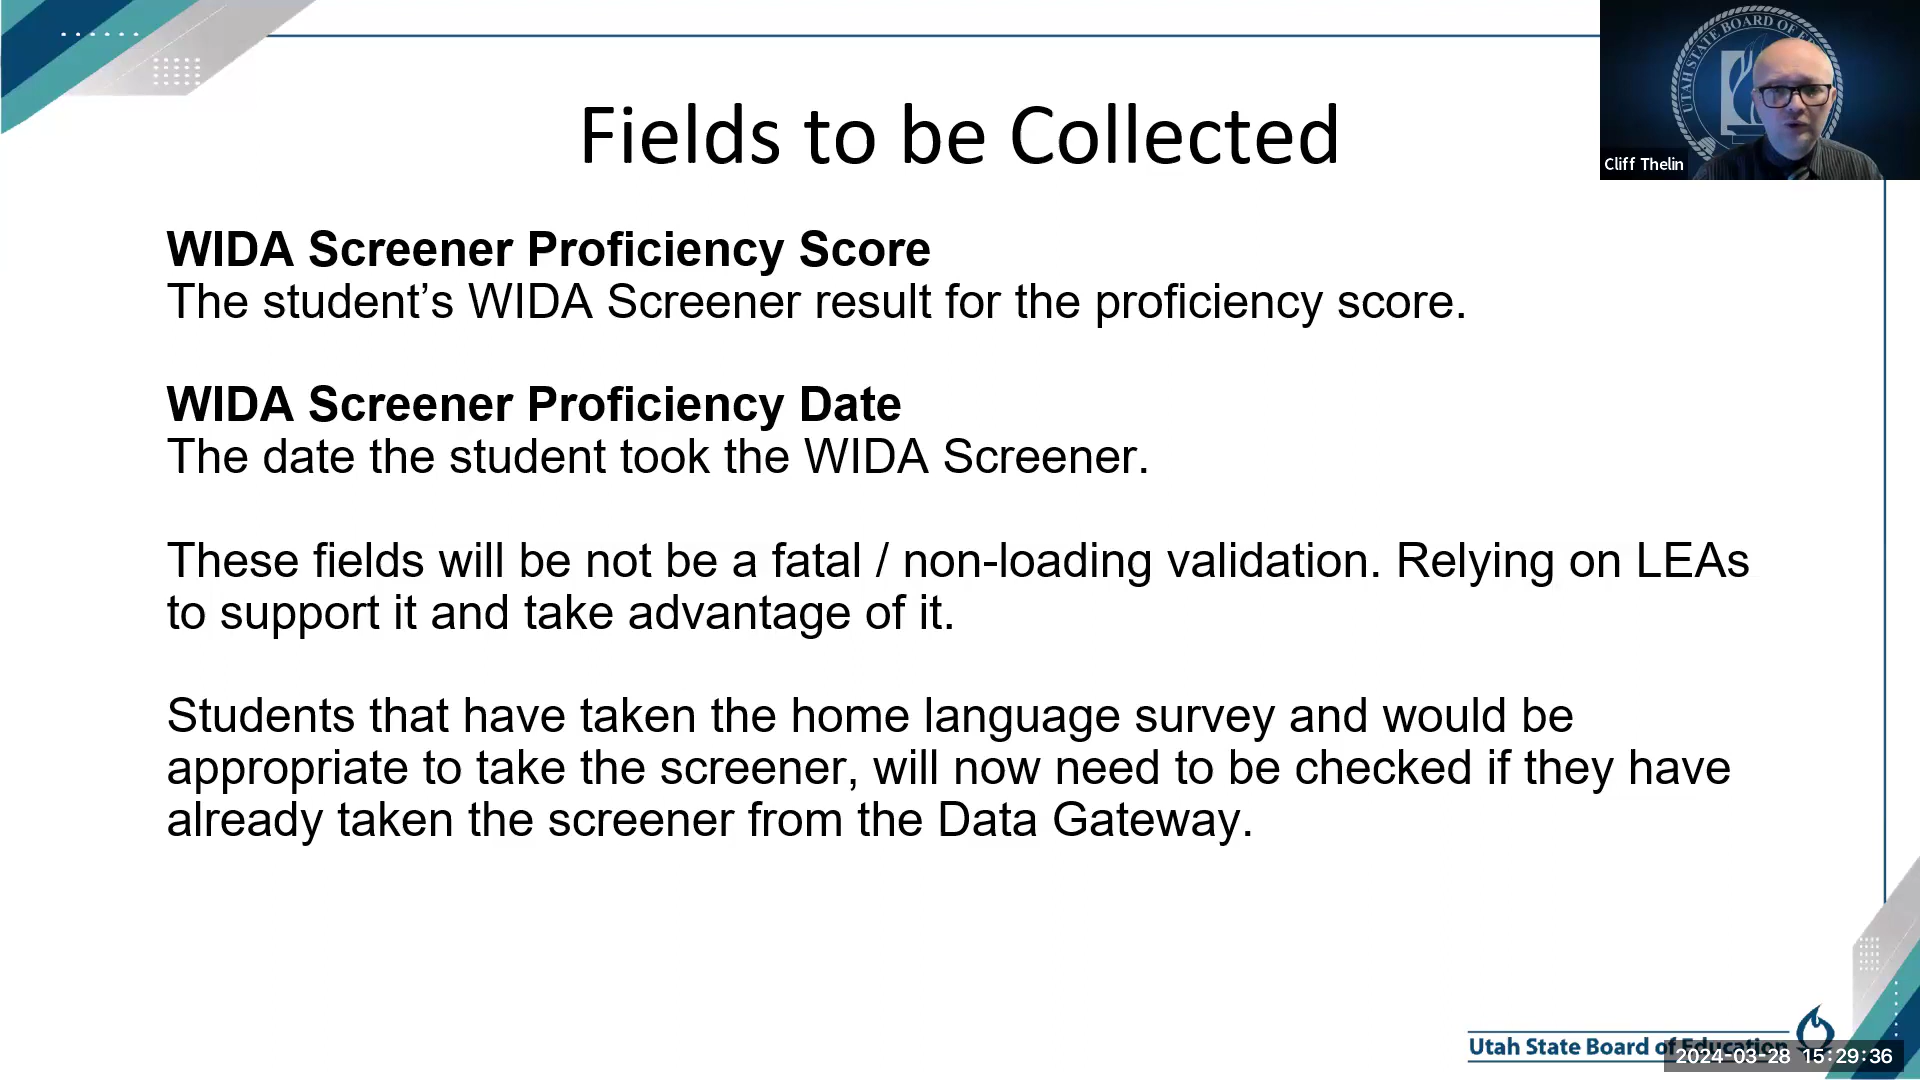 Fields to be Collected
UTAH STATE BOARD OF
Cliff Thelin
WIDA Screener Proficiency Score
The student’s WIDA Screener result for the proficiency score.
WIDA Screener Proficiency Date
The date the student took the WIDA Screener.
These fields will be not be a fatal / non-loading validation. Relying on LEAs
to support it and take advantage of it.
Students that have taken the home language survey and would be
appropriate to take the screener, will now need to be checked if they have
already taken the screener from the Data Gateway.
Utah State Board of Education
2024-03-28 15:29:36